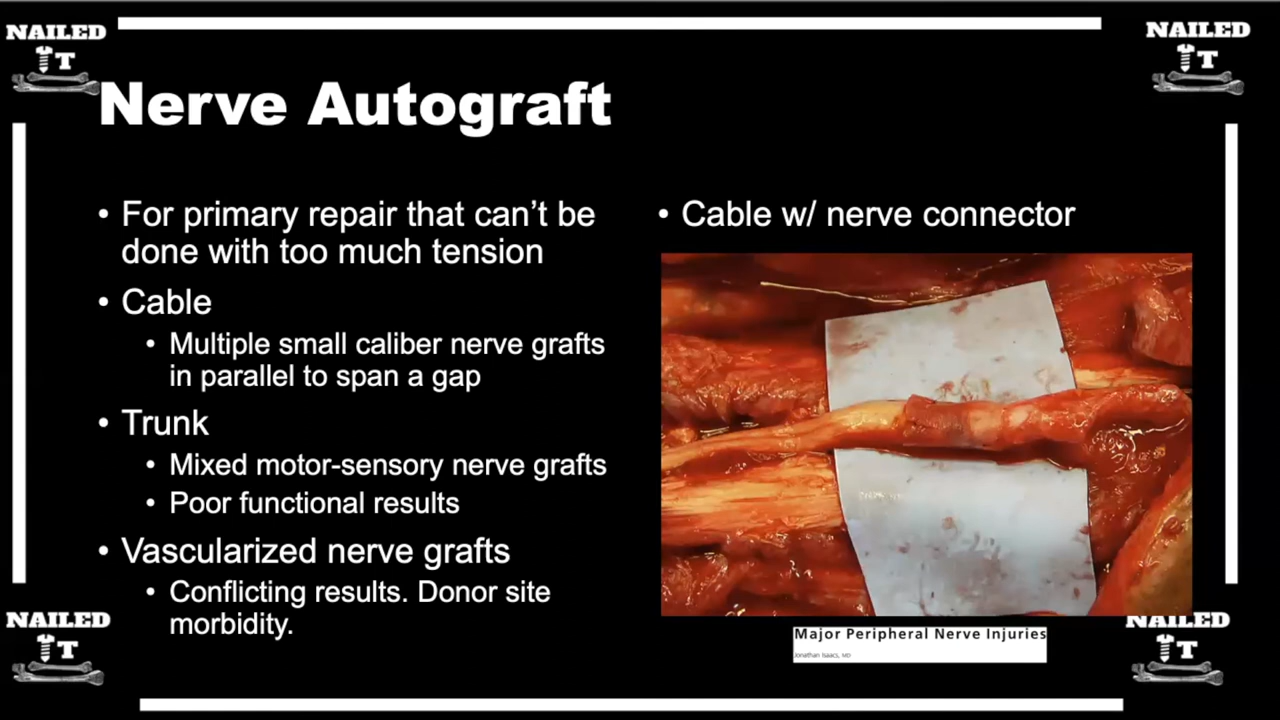 NAILED
IT
NAILED
IT
Nerve Autograft
• For primary repair that can’t be
done with too much tension
• Cable
• Multiple small caliber nerve grafts
in parallel to span a gap
• Trunk
• Mixed motor-sensory nerve grafts
• Poor functional results
• Vascularized nerve grafts
• Conflicting results. Donor site
morbidity.
• Cable w/ nerve connector
Major Peripheral Nerve Injuries
Jonathan Isaacs, MD
NAILED
IT
NAILED
IT